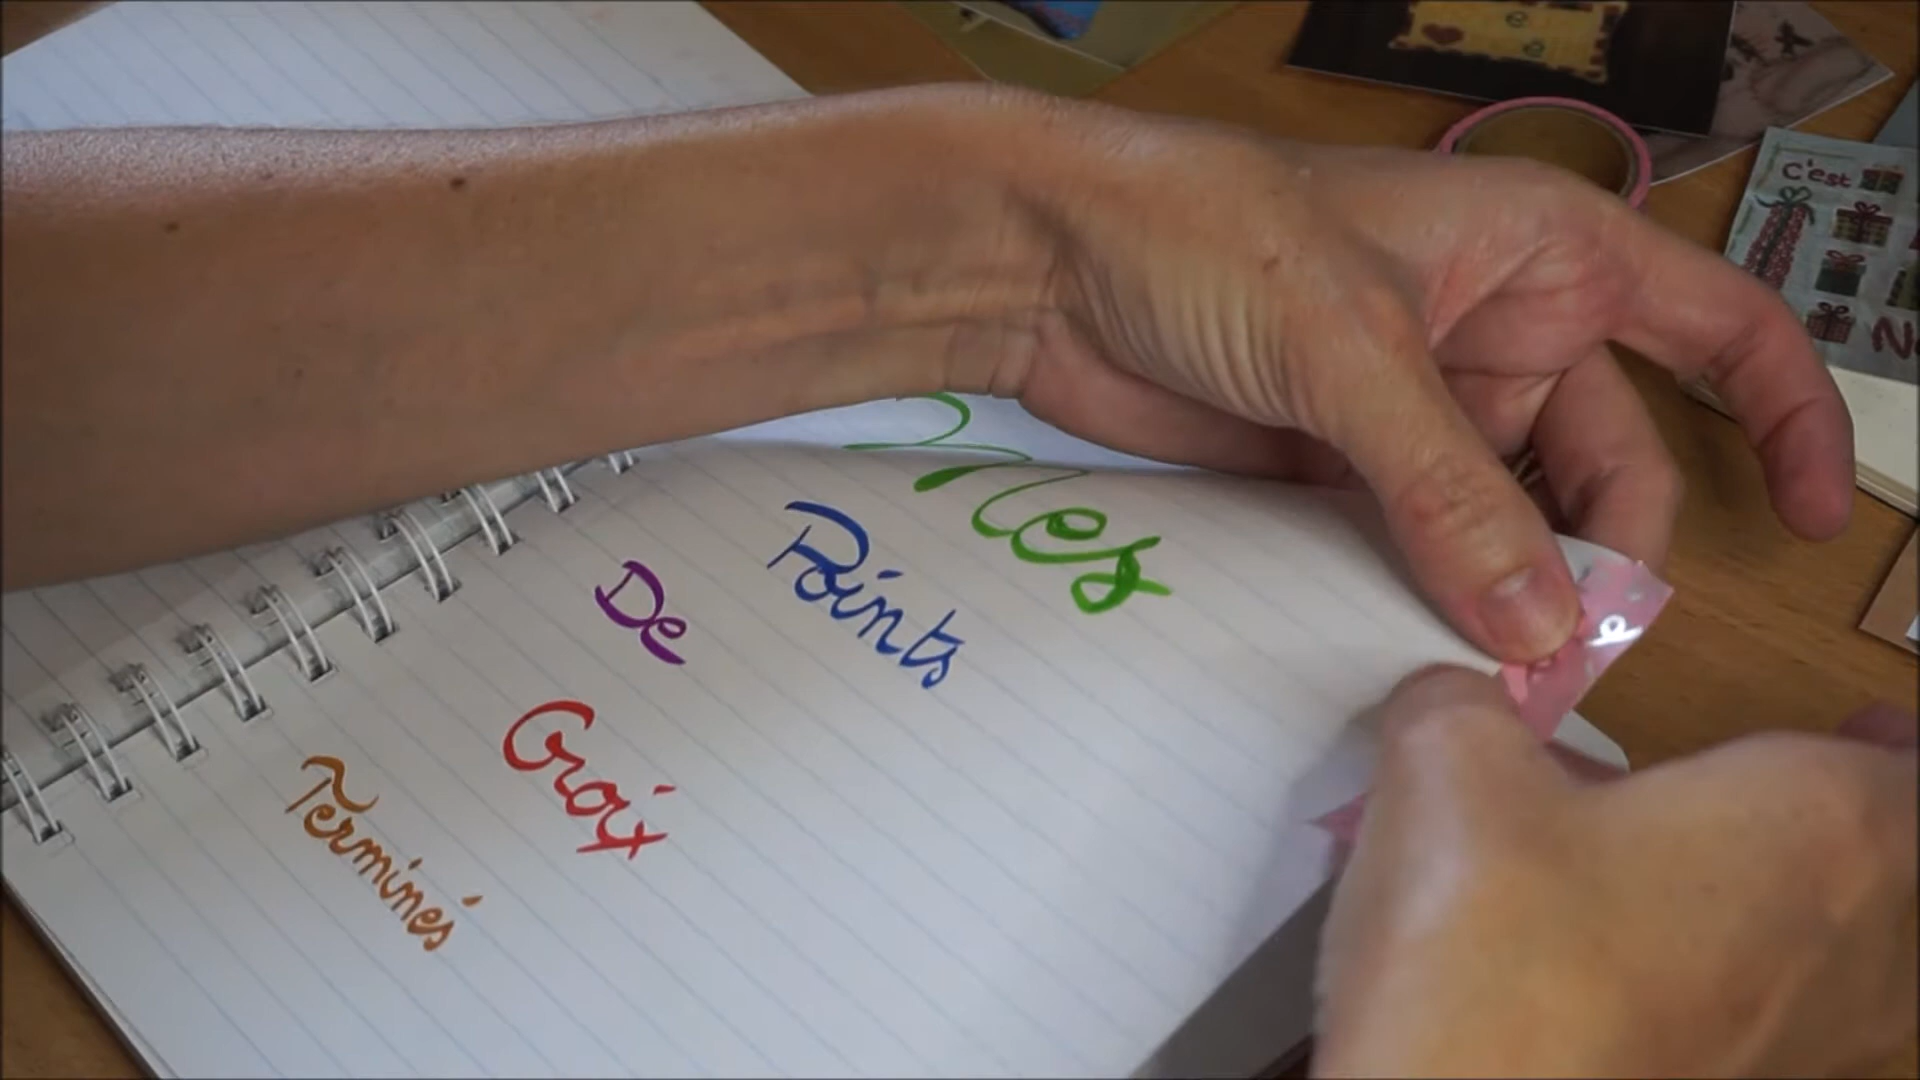 Mes
Points
De
Croix
Terminés
C'est